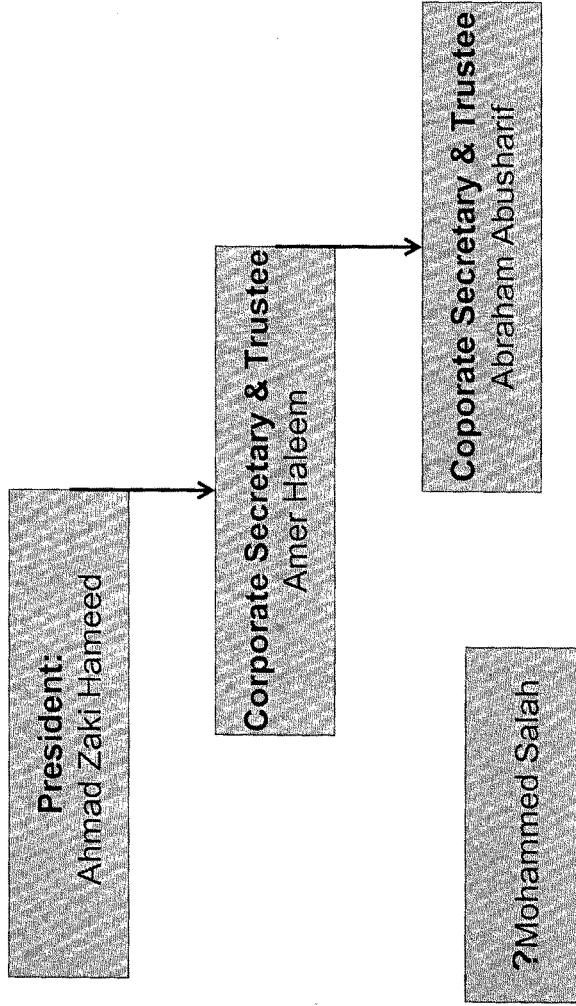 President:
Ahmad Zaki Hameed
Corporate Secretary & Trustee
Amer Haleem
Coporate Secretary & Trustee
Abraham Abusharif
?Mohammed Salah